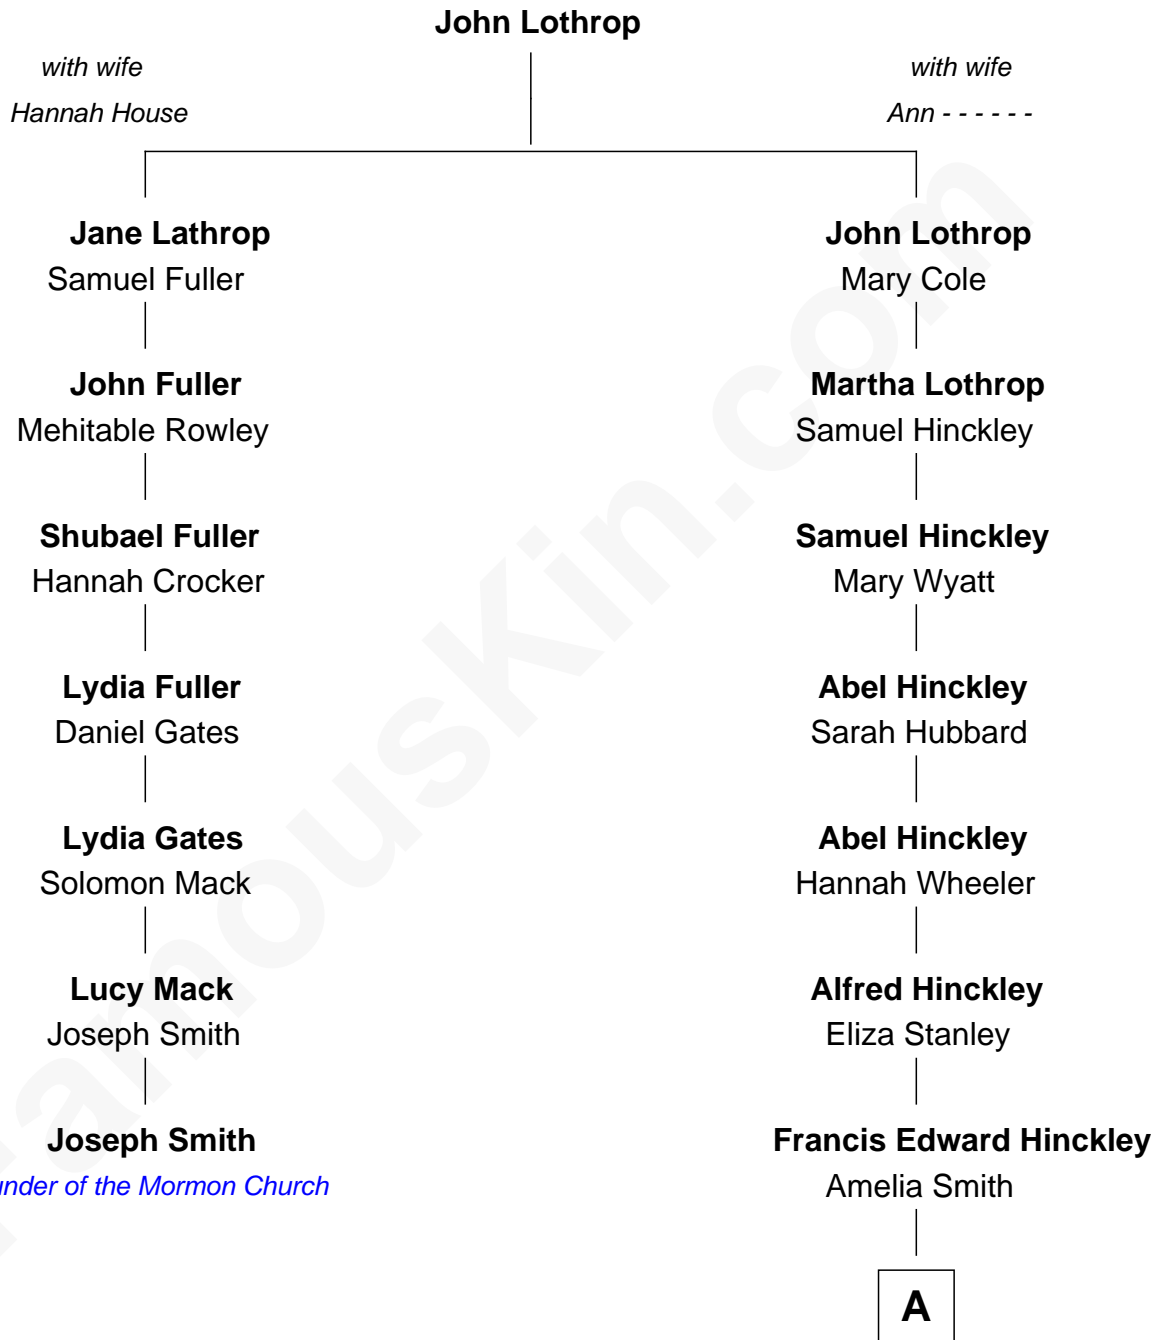 John Lothrop
with wife
Hannah House
with wife
Ann - - - - - -
Jane Lathrop
Samuel Fuller
John Lothrop
Mary Cole
John Fuller
Mehitable Rowley
Martha Lothrop
Samuel Hinckley
Shubael Fuller
Hannah Crocker
Samuel Hinckley
Mary Wyatt
Lydia Fuller
Daniel Gates
Abel Hinckley
Sarah Hubbard
Lydia Gates
Solomon Mack
Abel Hinckley
Hannah Wheeler
Lucy Mack
Joseph Smith
Alfred Hinckley
Eliza Stanley
Joseph Smith
under of the Mormon Church
Francis Edward Hinckley
Amelia Smith
A
FamousKin.com